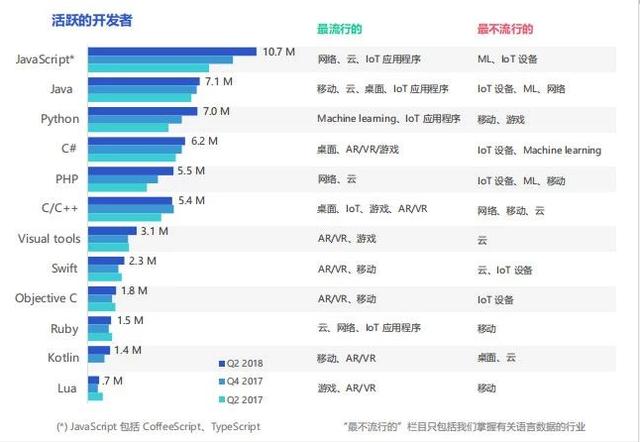 活跃的开发者 最流行的 最不流行的
JavaScript* 10.7 M 网络、云、IoT 应用程序 ML、IoT 设备
Java 7.1 M 移动、云、桌面、IoT 应用程序 IoT 设备、ML、网络
Python 7.0 M Machine learning、IoT 应用程序 移动、游戏
C# 6.2 M 桌面、AR/VR/游戏 IoT 设备、Machine learning
PHP 5.5 M 网络、云 IoT 设备、ML、移动
C/C++ 5.4 M 桌面、IoT、游戏、AR/VR 网络、移动、云
Visual tools 3.1 M AR/VR、游戏 云
Swift 2.3 M AR/VR、移动 云、IoT 设备
Objective C 1.8 M AR/VR、移动 IoT 设备
Ruby 1.5 M 云、网络、IoT 应用程序 移动
Kotlin 1.4 M 移动、AR/VR 桌面、云
Lua .7 M 游戏、AR/VR 移动
Q2 2018
Q4 2017
Q2 2017
(*) JavaScript 包括 CoffeeScript、TypeScript “最不流行的” 栏目只包括我们掌握有关语言数据的行业